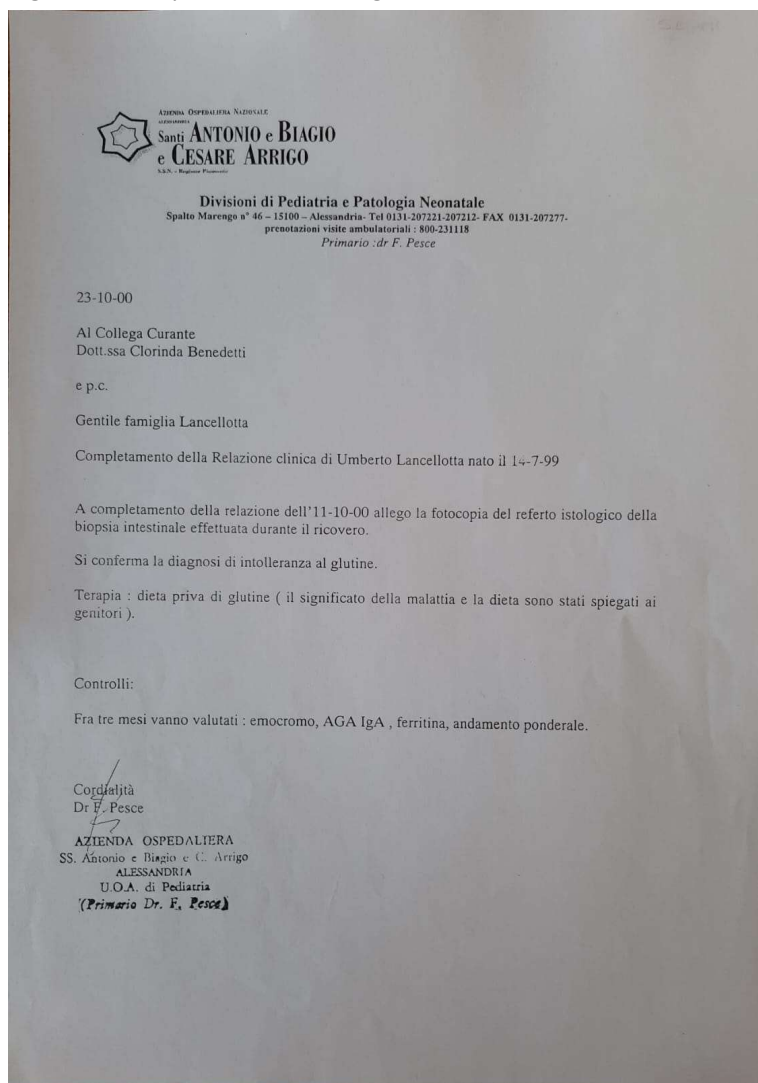 AZIENDA OSPEDALIERA NAZIONALE
ALESSANDRIA
Santi ANTONIO e BIAGIO
e CESARE ARRIGO
S.S.N. - Regione Piemonte
Divisioni di Pediatria e Patologia Neonatale
Spalto Marengo n° 46 – 15100 – Alessandria- Tel 0131-207221-207212- FAX 0131-207277-
prenotazioni visite ambulatoriali : 800-231118
Primario :dr F. Pesce
23-10-00
Al Collega Curante
Dott.ssa Clorinda Benedetti
e p.c.
Gentile famiglia Lancellotta
Completamento della Relazione clinica di Umberto Lancellotta nato il 14-7-99
A completamento della relazione dell'11-10-00 allego la fotocopia del referto istologico della
biopsia intestinale effettuata durante il ricovero.
Si conferma la diagnosi di intolleranza al glutine.
Terapia : dieta priva di glutine ( il significato della malattia e la dieta sono stati spiegati ai
genitori ).
Controlli:
Fra tre mesi vanno valutati : emocromo, AGA IgA , ferritina, andamento ponderale.
Cordialità
Dr F. Pesce
AZIENDA OSPEDALIERA
SS. Antonio e Biagio e C. Arrigo
ALESSANDRIA
U.O.A. di Pediatria
(Primario Dr. F. Pesce)